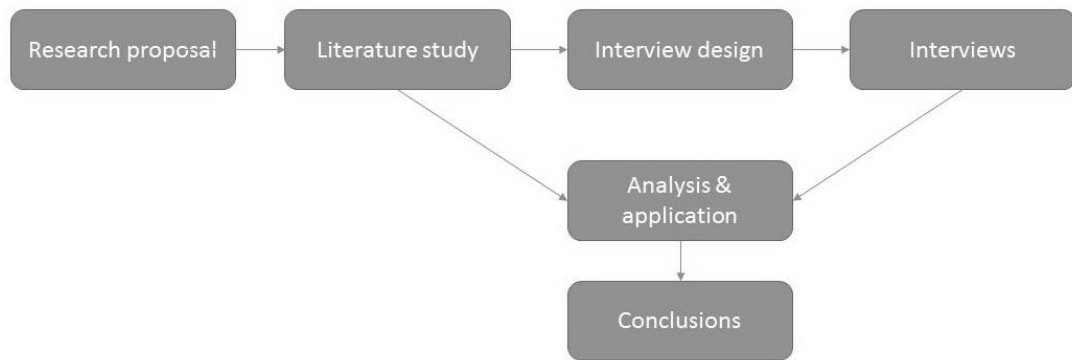 Research proposal
Literature study
Interview design
Interviews
Analysis &
application
Conclusions